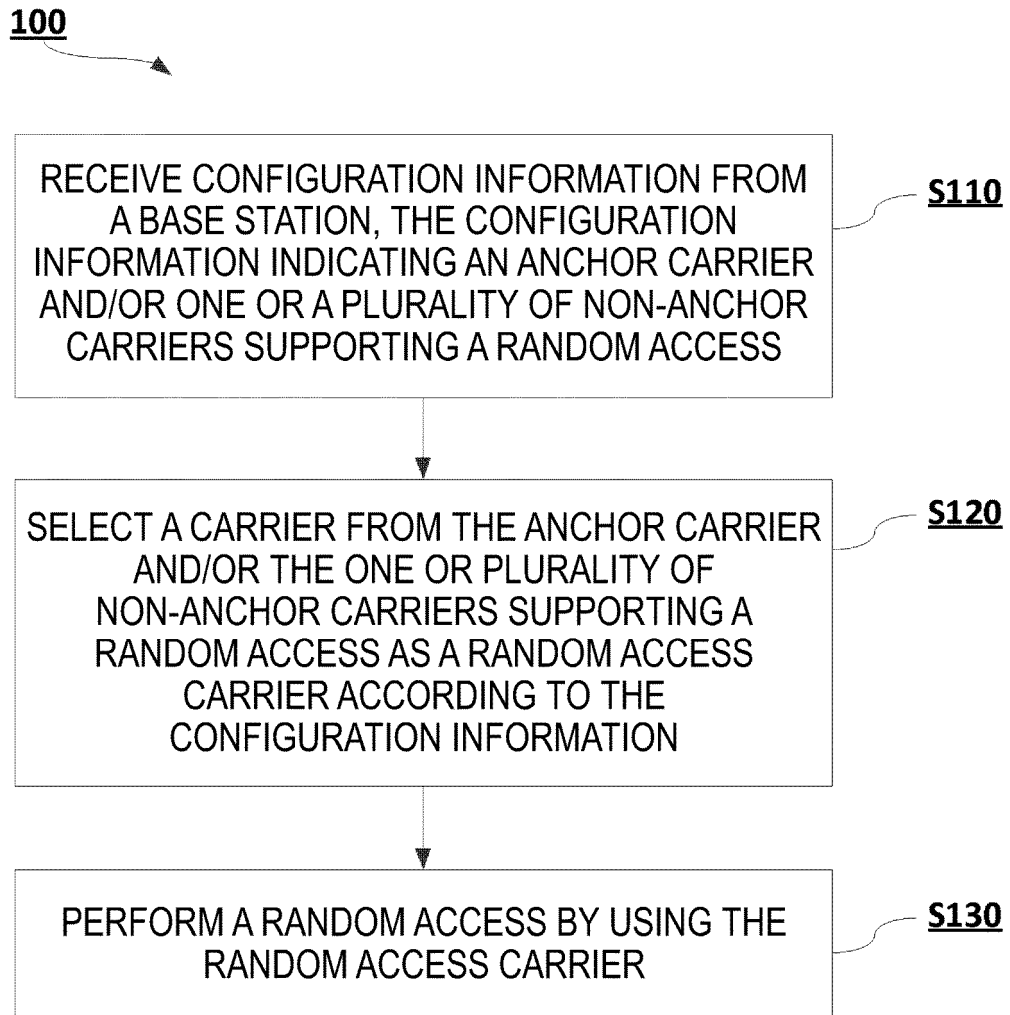 100
RECEIVE CONFIGURATION INFORMATION FROM
A BASE STATION, THE CONFIGURATION
INFORMATION INDICATING AN ANCHOR CARRIER
AND/OR ONE OR A PLURALITY OF NON-ANCHOR
CARRIERS SUPPORTING A RANDOM ACCESS
S110
SELECT A CARRIER FROM THE ANCHOR CARRIER
AND/OR THE ONE OR PLURALITY OF
NON-ANCHOR CARRIERS SUPPORTING A
RANDOM ACCESS AS A RANDOM ACCESS
CARRIER ACCORDING TO THE
CONFIGURATION INFORMATION
S120
PERFORM A RANDOM ACCESS BY USING THE
RANDOM ACCESS CARRIER
S130